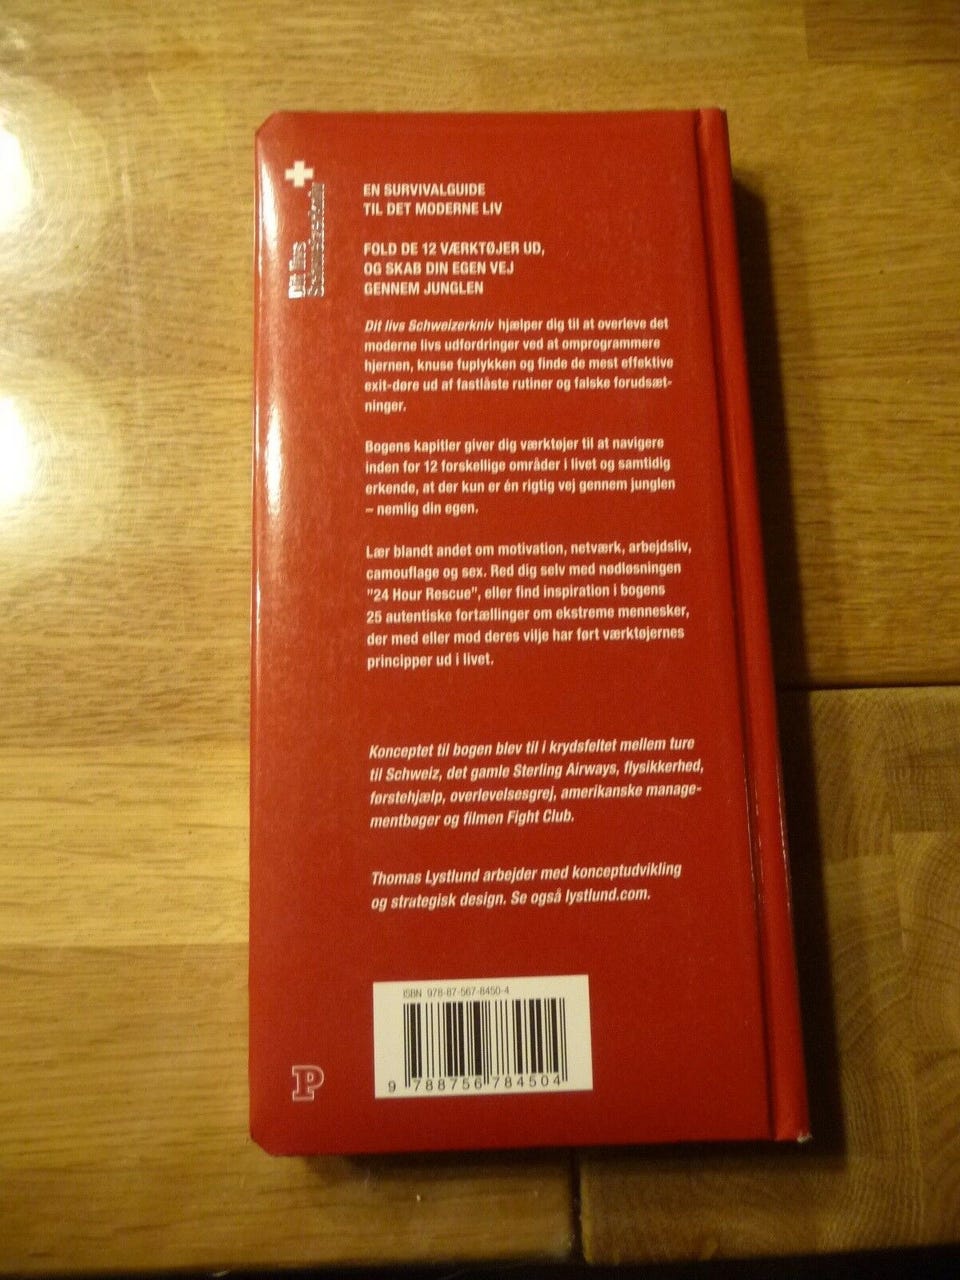 Dit livs
Schweizerkniv
EN SURVIVALGUIDE
TIL DET MODERNE LIV
FOLD DE 12 VÆRKTØJER UD,
OG SKAB DIN EGEN VEJ
GENNEM JUNGLEN
Dit livs Schweizerkniv hjælper dig til at overleve det
moderne livs udfordringer ved at omprogrammere
hjernen, knuse fuplykken og finde de mest effektive
exit-døre ud af fastlåste rutiner og falske forudsæt-
ninger.
Bogens kapitler giver dig værktøjer til at navigere
inden for 12 forskellige områder i livet og samtidig
erkende, at der kun er én rigtig vej gennem junglen
– nemlig din egen.
Lær blandt andet om motivation, netværk, arbejdsliv,
camouflage og sex. Red dig selv med nødløsningen
"24 Hour Rescue", eller find inspiration i bogens
25 autentiske fortællinger om ekstreme mennesker,
der med eller mod deres vilje har ført værktøjernes
principper ud i livet.
Konceptet til bogen blev til i krydsfeltet mellem ture
til Schweiz, det gamle Sterling Airways, flysikkerhed,
førstehjælp, overlevelsesgrej, amerikanske manage-
mentbøger og filmen Fight Club.
Thomas Lystlund arbejder med konceptudvikling
og strategisk design. Se også lystlund.com.
ISBN 978-87-567-8450-4
9 788756 784504
P